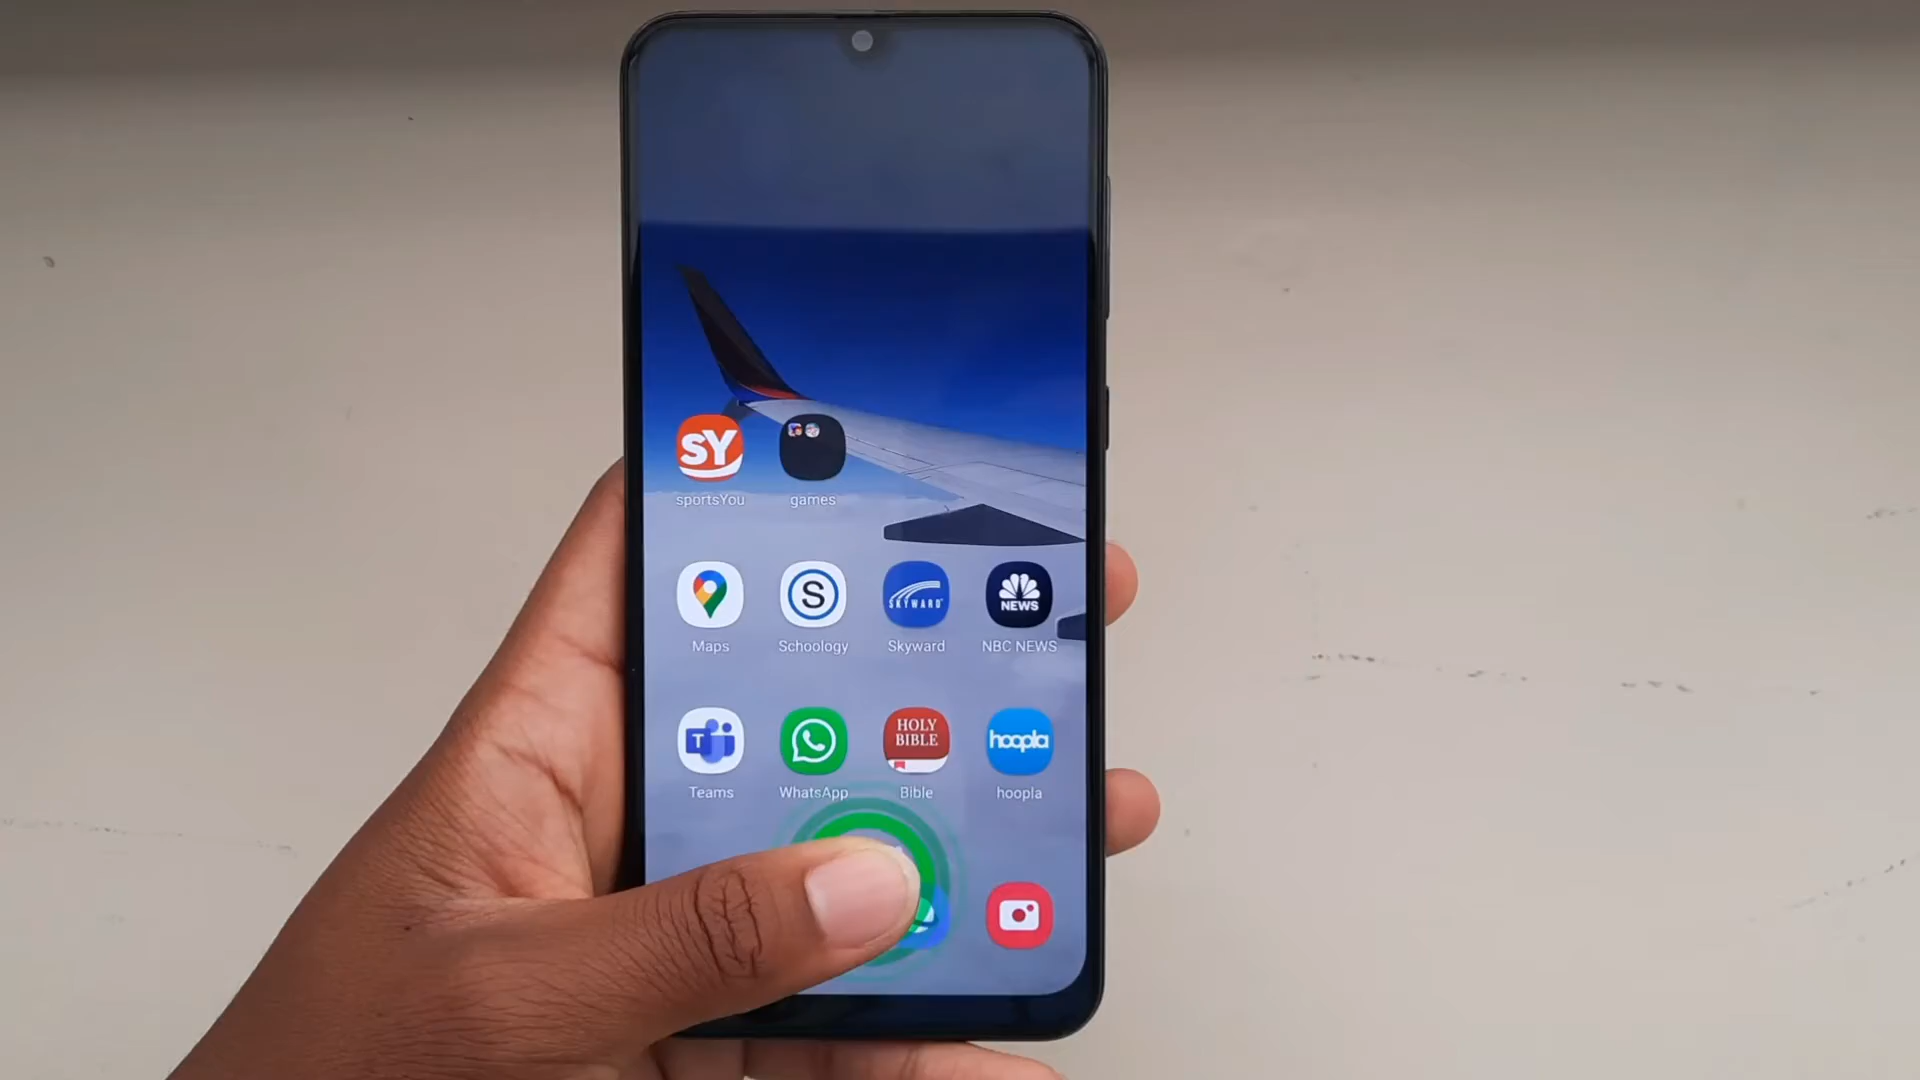 SY
sportsYou games
S
SKYWARD
NEWS
Maps Schoology Skyward NBC NEWS
T
HOLY
BIBLE
hoopla
Teams WhatsApp Bible hoopla